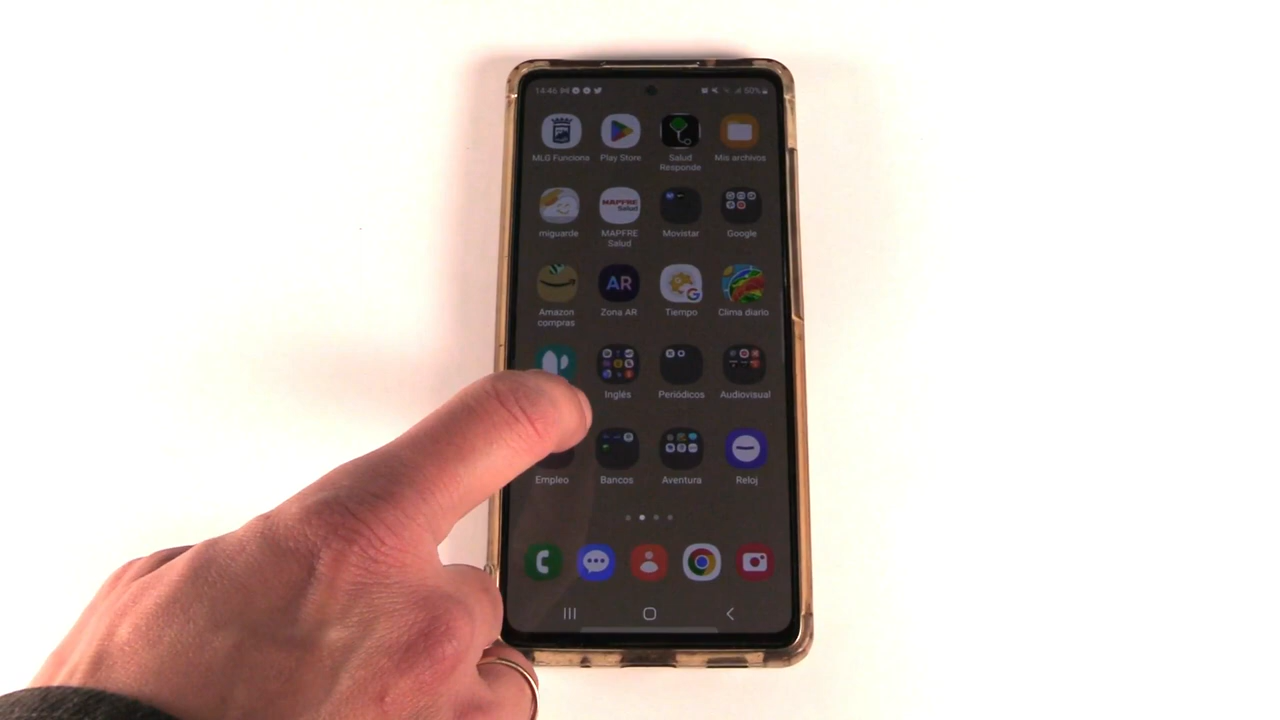 14:46
50%
MLG Funciona
Play Store
Salud
Responde
Mis archivos
miguarde
MAPFRE
Salud
MAPFRE
Salud
Movistar
Google
AR
Amazon
compras
Zona AR
Tiempo
Clima diario
Inglés
Periódicos
Audiovisual
Empleo
Bancos
Aventura
Reloj